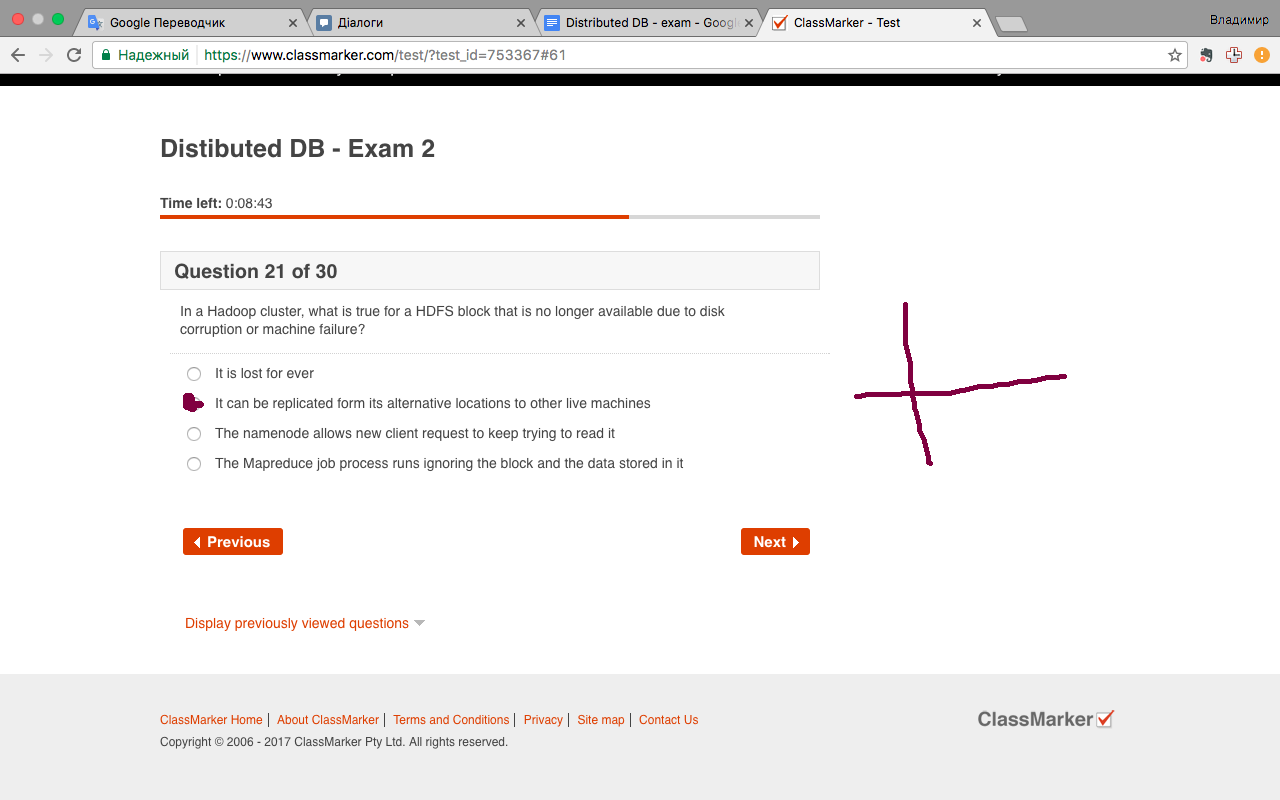 Google Переводчик
Діалоги
Distributed DB - exam - Googl
ClassMarker - Test
Владимир
Надежный
https://www.classmarker.com/test/?test_id=753367#61
Distibuted DB - Exam 2
Time left: 0:08:43
Question 21 of 30
In a Hadoop cluster, what is true for a HDFS block that is no longer available due to disk
corruption or machine failure?
It is lost for ever
It can be replicated form its alternative locations to other live machines
The namenode allows new client request to keep trying to read it
The Mapreduce job process runs ignoring the block and the data stored in it
Previous
Next
Display previously viewed questions
ClassMarker Home | About ClassMarker | Terms and Conditions | Privacy | Site map | Contact Us
ClassMarker
Copyright © 2006 - 2017 ClassMarker Pty Ltd. All rights reserved.